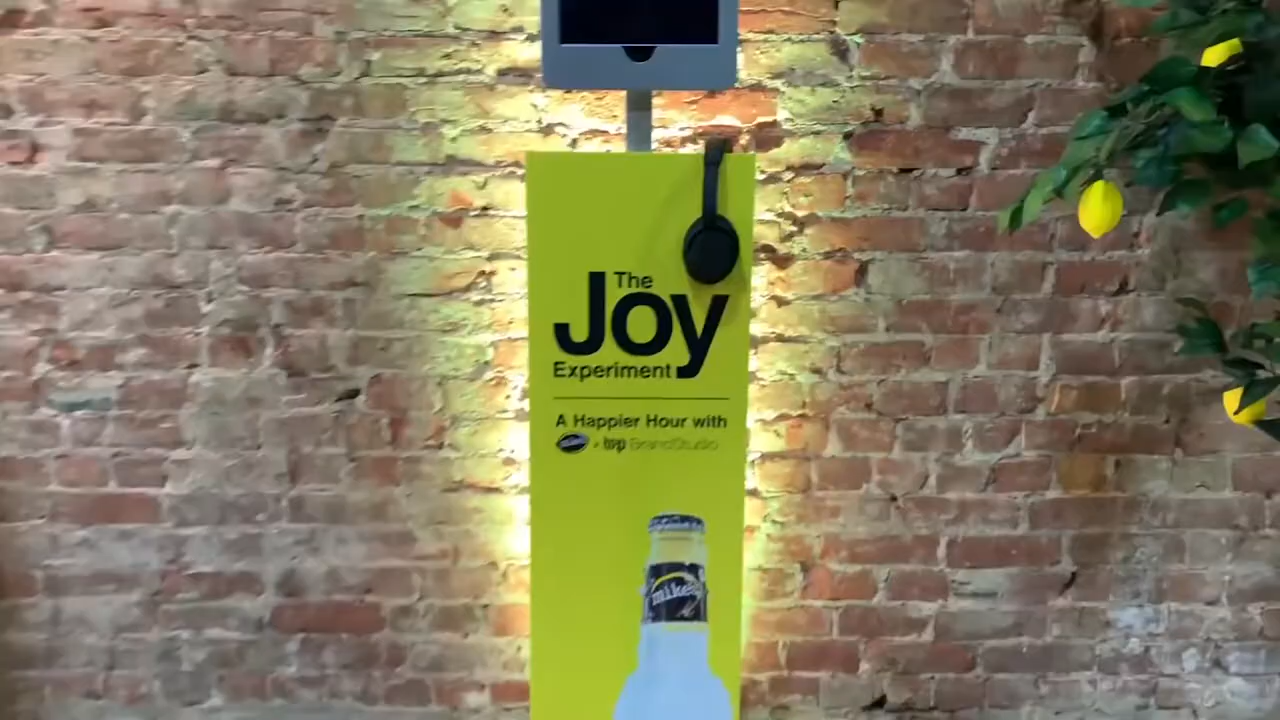 The
Joy
Experiment
A Happier Hour with
BrandStudio
mike's